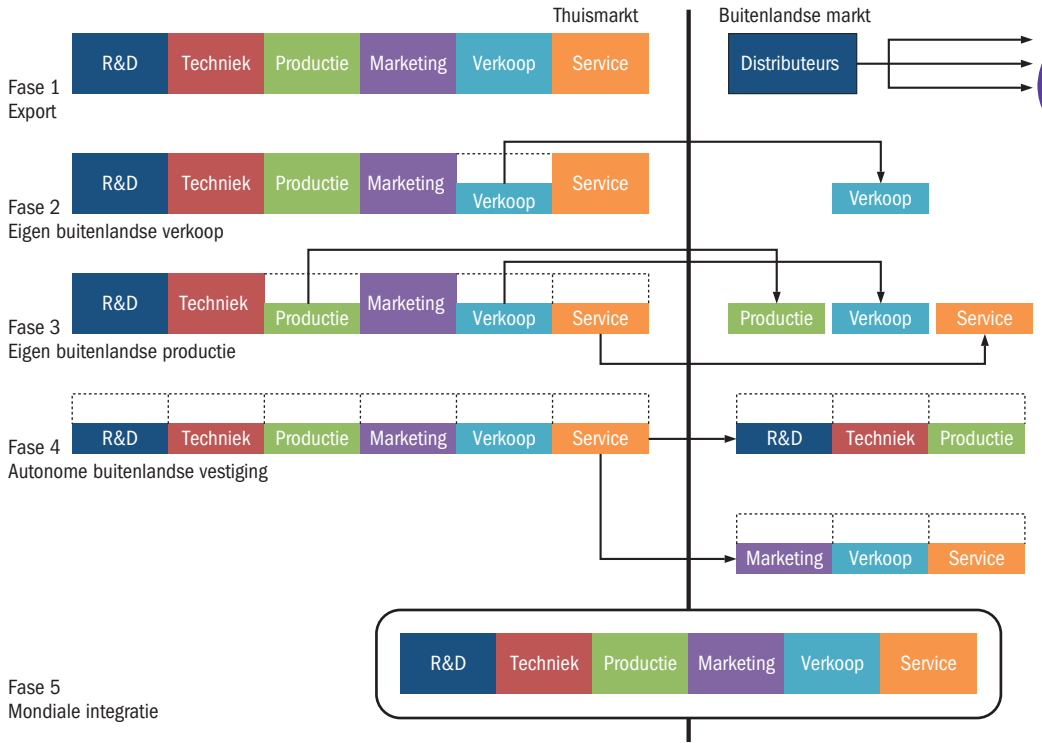 Thuismarkt
Buitenlandse markt
R&D Techniek Productie Marketing Verkoop Service
Distributeurs
Fase 1
Export
R&D Techniek Productie Marketing Verkoop Service
Verkoop
Fase 2
Eigen buitenlandse verkoop
R&D Techniek Productie Marketing Verkoop Service
Productie Verkoop Service
Fase 3
Eigen buitenlandse productie
R&D Techniek Productie Marketing Verkoop Service
R&D Techniek Productie
Fase 4
Autonome buitenlandse vestiging
Marketing Verkoop Service
R&D Techniek Productie Marketing Verkoop Service
Fase 5
Mondiale integratie